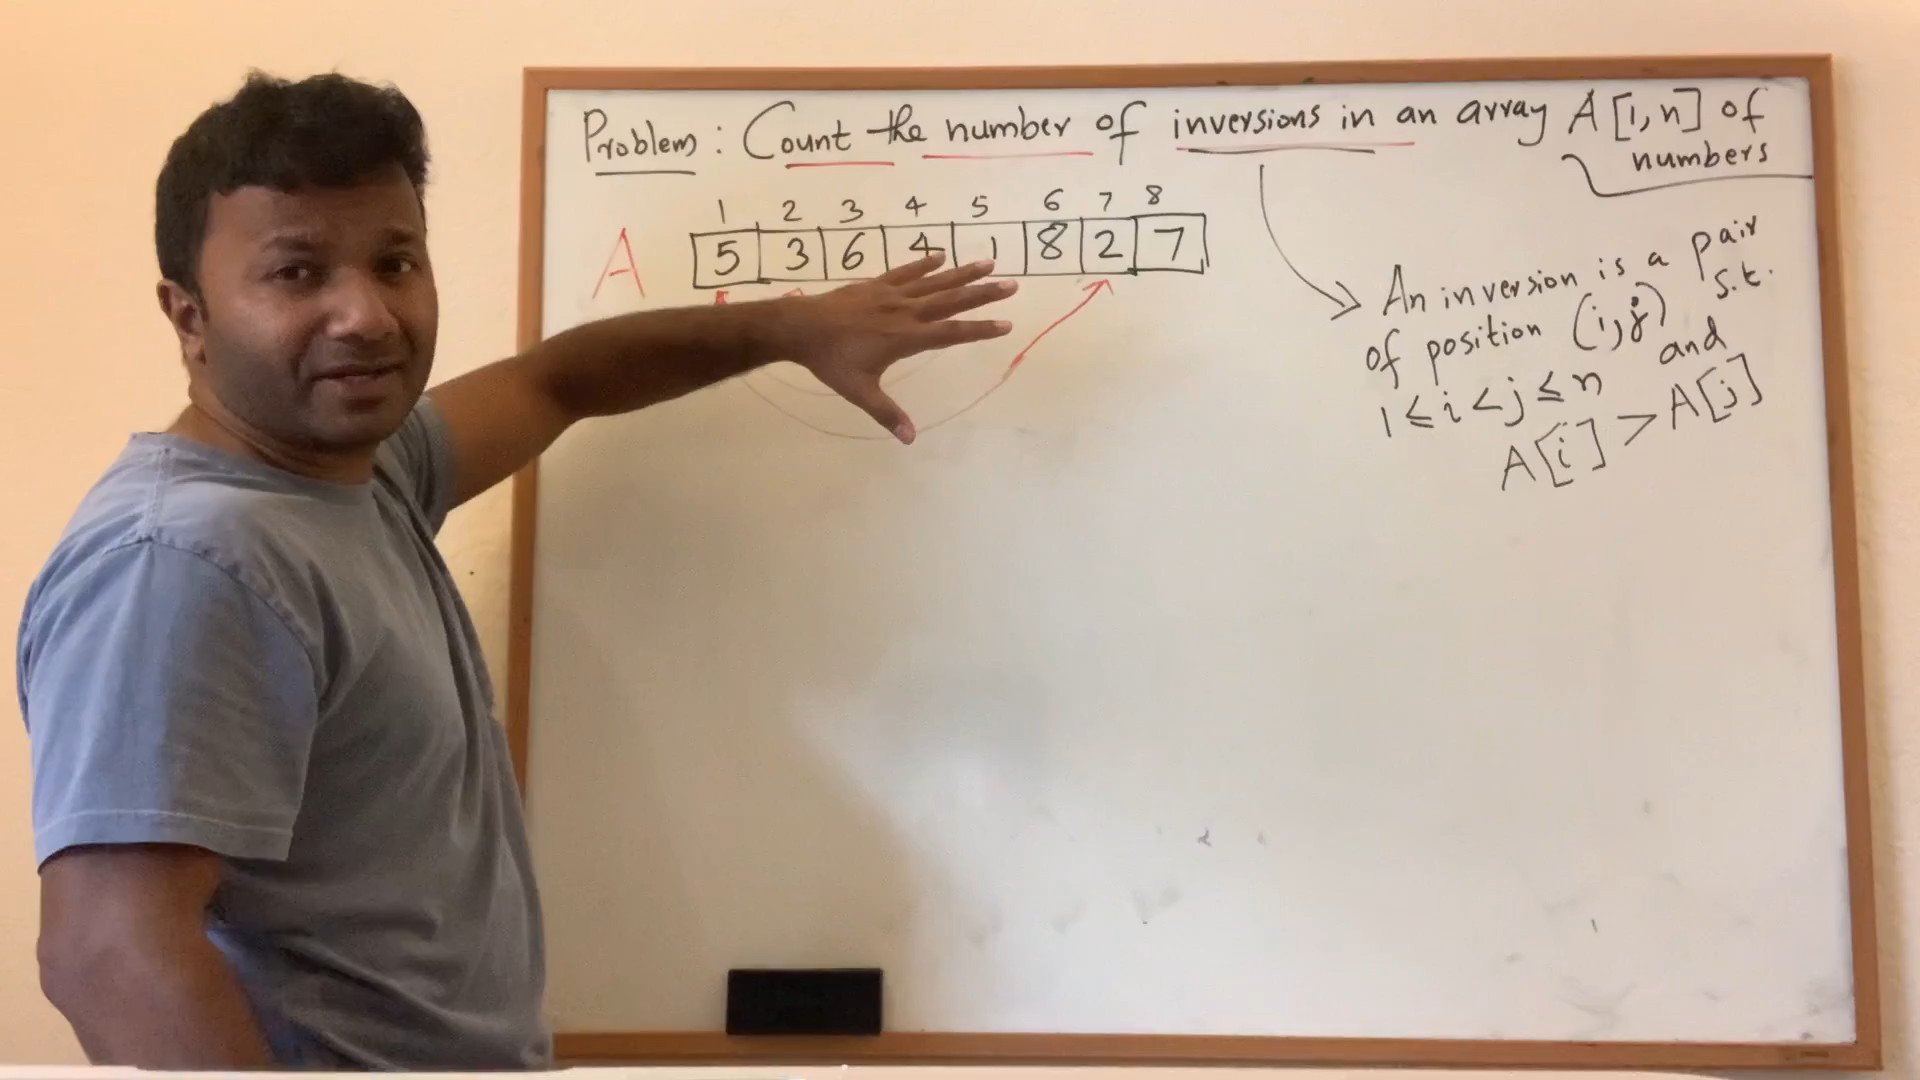 Problem: Count the number of inversions in an array A[1,n] of
numbers
1 2 3 4 5 6 7 8
A 5 3 6 4 1 8 2 7
An inversion is a pair
of position (i,j) s.t.
1 ≤ i < j ≤ n and
A[i] > A[j]